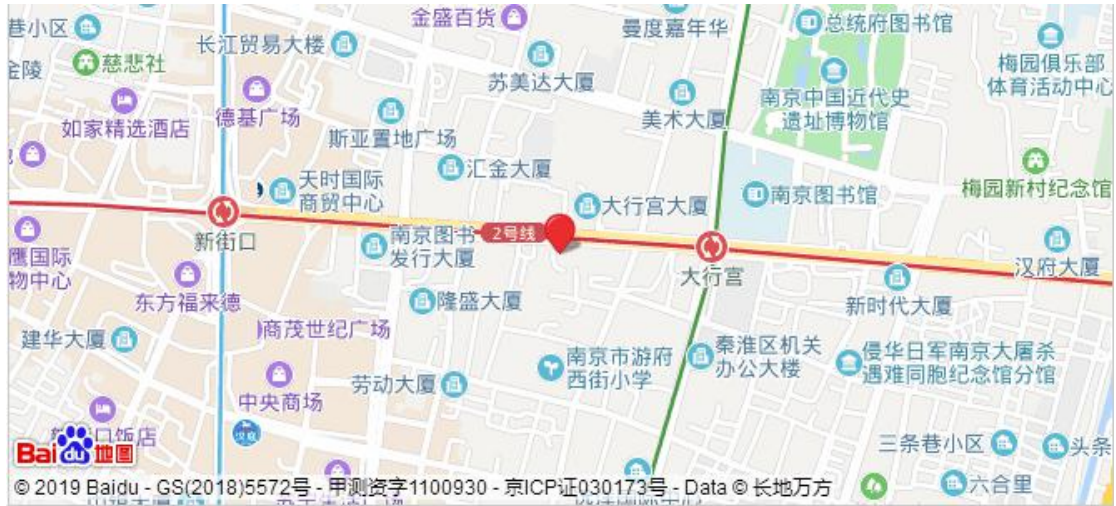 金盛百货
曼度嘉年华
总统府图书馆
巷小区
长江贸易大楼
梅园俱乐部
体育活动中心
金陵
慈悲社
苏美达大厦
南京中国近代史
遗址博物馆
如家精选酒店
德基广场
斯亚置地广场
美术大厦
汇金大厦
天时国际
商贸中心
大行宫大厦
南京图书馆
梅园新村纪念馆
新街口
2号线
南京图书
发行大厦
大行宫
汉府大厦
鹰国际
物中心
东方福来德
隆盛大厦
新时代大厦
建华大厦
商茂世纪广场
秦淮区机关
办公大楼
南京市游府
西街小学
侵华日军南京大屠杀
遇难同胞纪念馆分馆
劳动大厦
中央商场
口饭店
三条巷小区
头条
Bai du 地图
六合里
© 2019 Baidu - GS(2018)5572号 - 甲测资字1100930 - 京ICP证030173号 - Data © 长地万方